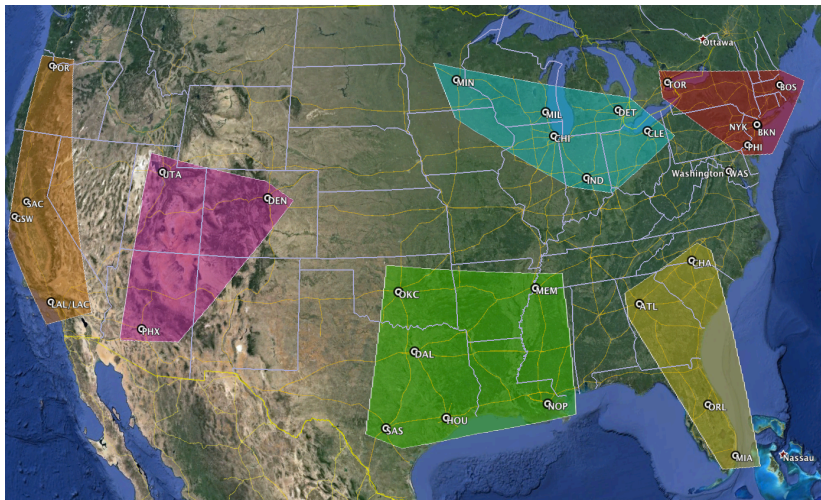 Ottawa
POR
MIN
TOR
BOS
MIL
DET
CHI
CLE
NYK
BKN
PHI
UTA
IND
Washington WAS
SAC
DEN
GSW
CHA
OKC
MEM
LAL/LAC
ATL
PHX
DAL
ORL
NOP
HOU
SAS
MIA
Nassau